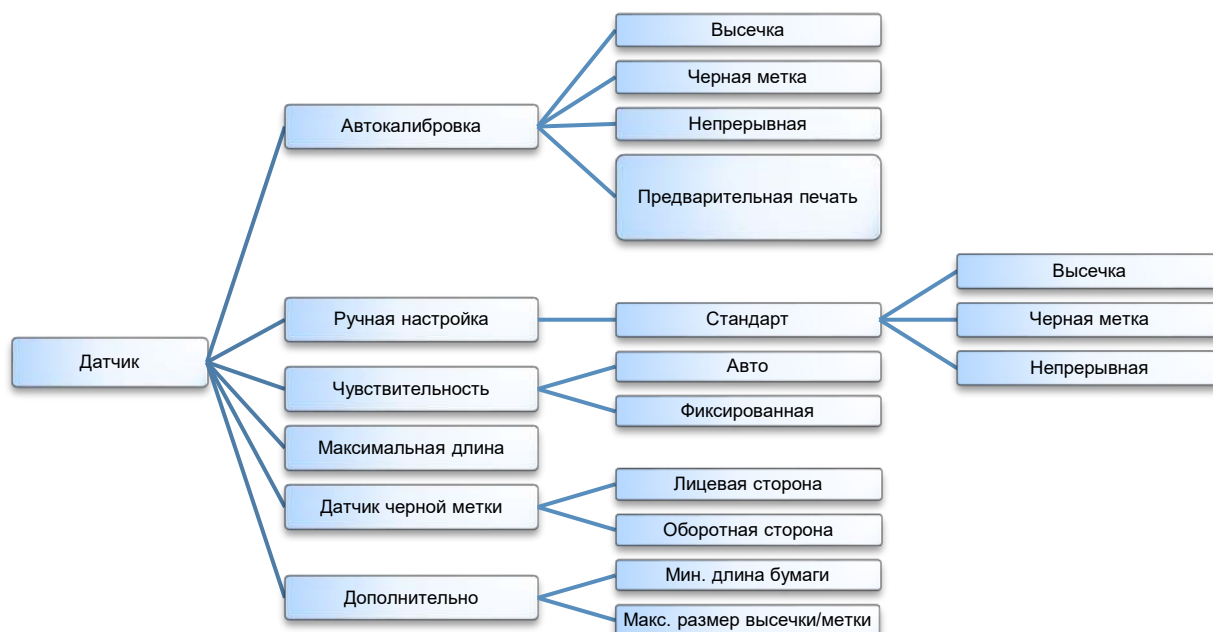 Датчик
Автокалибровка
Высечка
Черная метка
Непрерывная
Предварительная печать
Ручная настройка
Стандарт
Высечка
Черная метка
Непрерывная
Чувствительность
Авто
Фиксированная
Максимальная длина
Датчик черной метки
Лицевая сторона
Оборотная сторона
Дополнительно
Мин. длина бумаги
Макс. размер высечки/метки